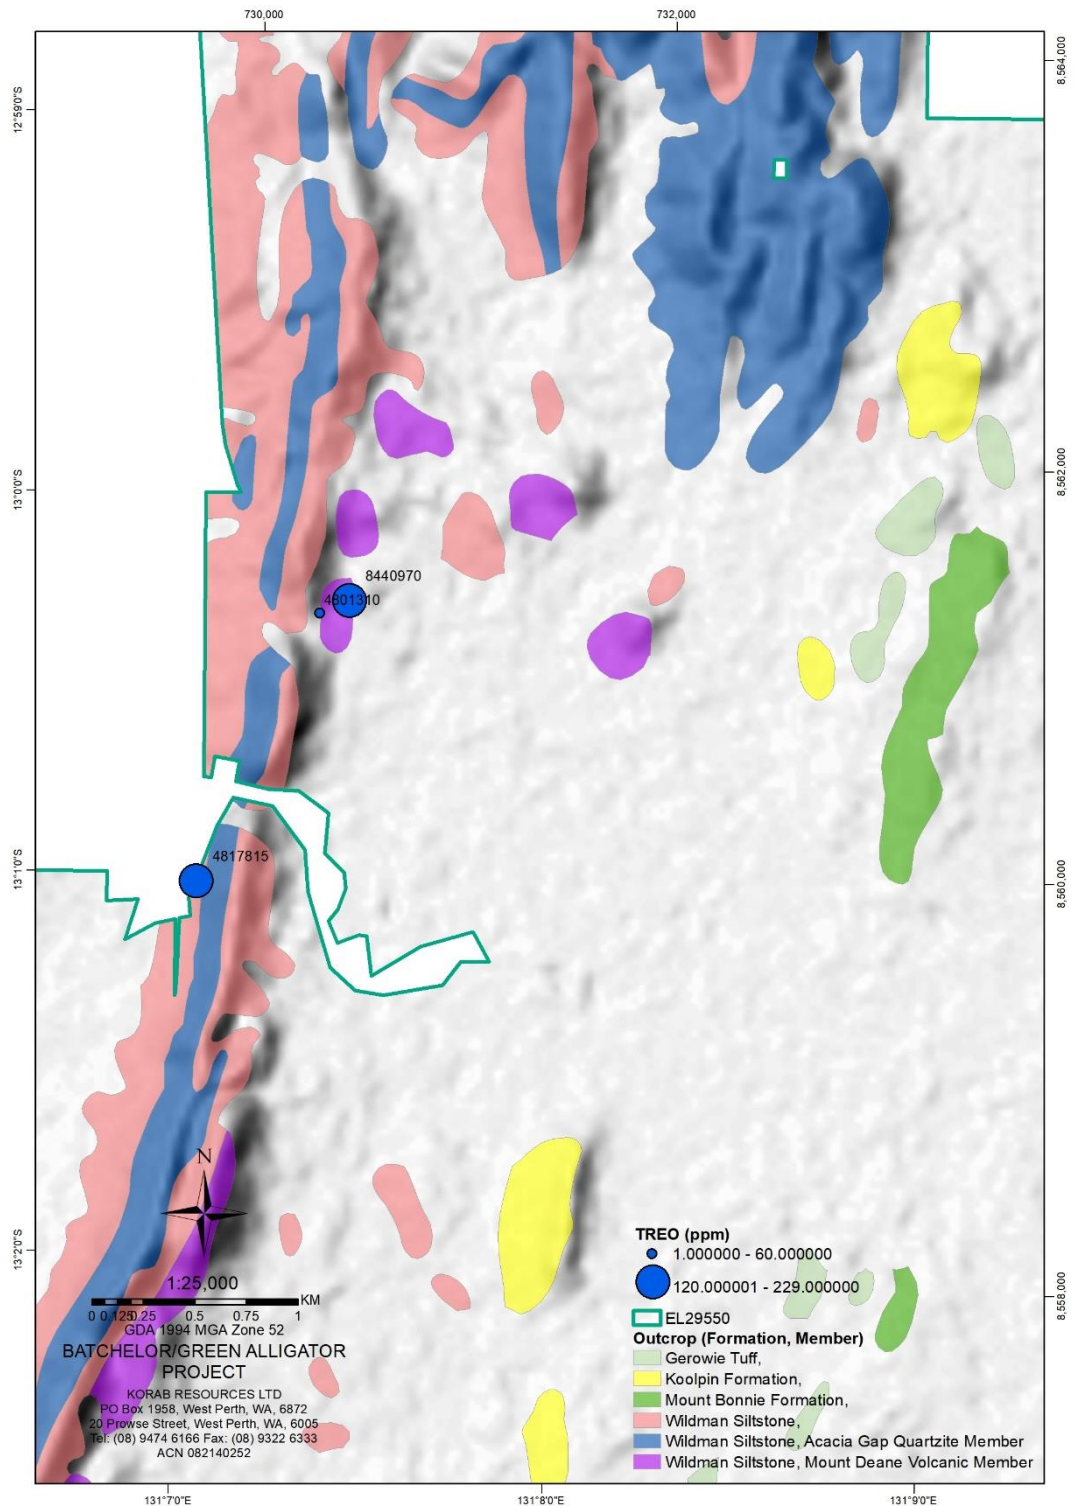 730,000
732,000
8,564,000
12°59'0"S
8,562,000
13°0'0"S
8440970
4801310
4817815
13°1'0"S
8,560,000
13°2'0"S
8,558,000
N
1:25,000
KM
0 0.125 0.25 0.5 0.75 1
GDA 1994 MGA Zone 52
BATCHELOR/GREEN ALLIGATOR
PROJECT
KORAB RESOURCES LTD
PO Box 1958, West Perth, WA, 6872
20 Prowse Street, West Perth, WA, 6005
Tel: (08) 9474 6166 Fax: (08) 9322 6333
ACN 082140252
TREO (ppm)
1.000000 - 60.000000
120.000001 - 229.000000
EL29550
Outcrop (Formation, Member)
Gerowie Tuff,
Koolpin Formation,
Mount Bonnie Formation,
Wildman Siltstone,
Wildman Siltstone, Acacia Gap Quartzite Member
Wildman Siltstone, Mount Deane Volcanic Member
131°7'0"E
131°8'0"E
131°9'0"E